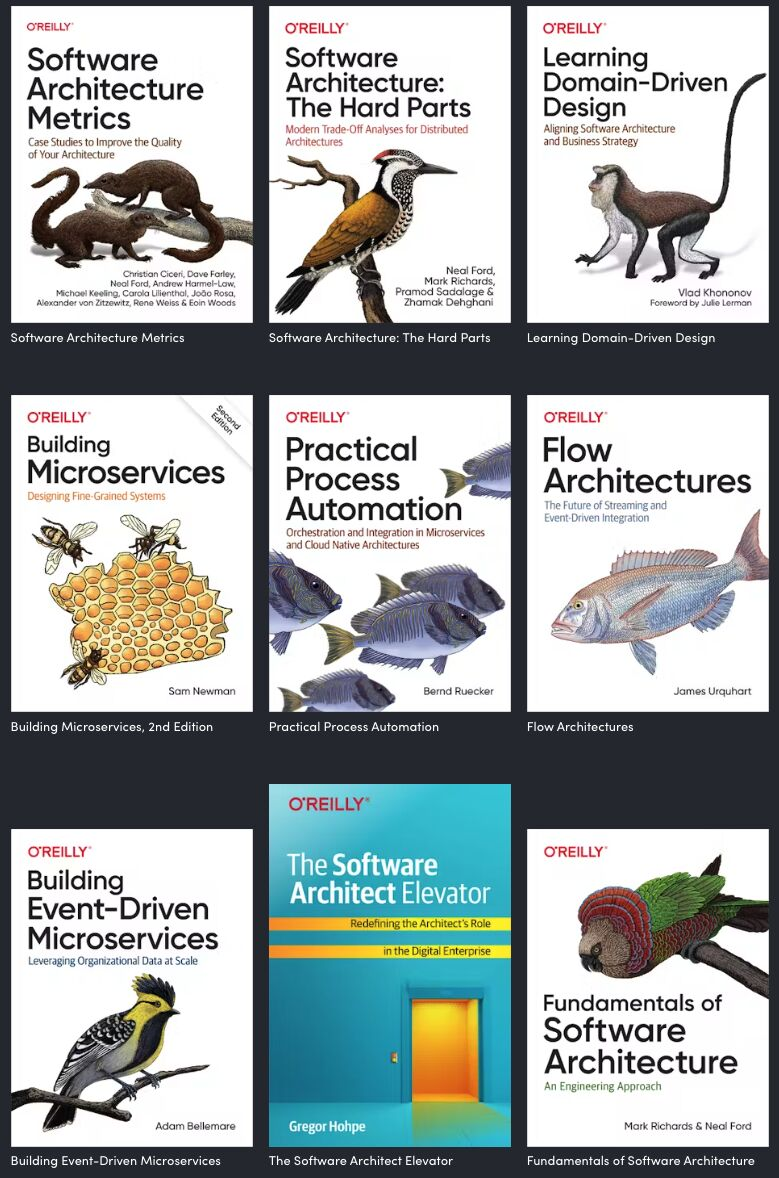 O'REILLY®
Software
Architecture
Metrics
Case Studies to Improve the Quality
of Your Architecture
Christian Ciceri, Dave Farley,
Neal Ford, Andrew Harmel-Law,
Michael Keeling, Carola Lilienthal, João Rosa,
Alexander von Zitzewitz, Rene Weiss & Eoin Woods
Software Architecture Metrics
O'REILLY®
Software
Architecture:
The Hard Parts
Modern Trade-Off Analyses for Distributed
Architectures
Neal Ford,
Mark Richards,
Pramod Sadalage &
Zhamak Dehghani
Software Architecture: The Hard Parts
O'REILLY®
Learning
Domain-Driven
Design
Aligning Software Architecture
and Business Strategy
Vlad Khononov
Foreword by Julie Lerman
Learning Domain-Driven Design
O'REILLY®
Second
Edition
Building
Microservices
Designing Fine-Grained Systems
Sam Newman
Building Microservices, 2nd Edition
O'REILLY®
Practical
Process
Automation
Orchestration and Integration in Microservices
and Cloud Native Architectures
Bernd Ruecker
Practical Process Automation
O'REILLY®
Flow
Architectures
The Future of Streaming and
Event-Driven Integration
James Urquhart
Flow Architectures
O'REILLY®
Building
Event-Driven
Microservices
Leveraging Organizational Data at Scale
Adam Bellemare
Building Event-Driven Microservices
O'REILLY®
The Software
Architect Elevator
Redefining the Architect's Role
in the Digital Enterprise
Gregor Hohpe
The Software Architect Elevator
O'REILLY®
Fundamentals of
Software
Architecture
An Engineering Approach
Mark Richards & Neal Ford
Fundamentals of Software Architecture